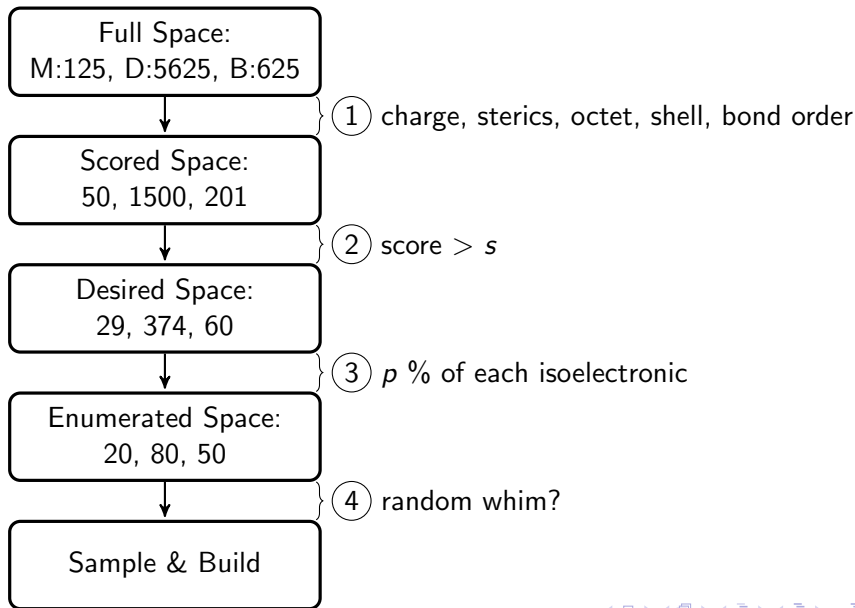 Full Space:
M:125, D:5625, B:625
1 charge, sterics, octet, shell, bond order
Scored Space:
50, 1500, 201
2 score > s
Desired Space:
29, 374, 60
3 p % of each isoelectronic
Enumerated Space:
20, 80, 50
4 random whim?
Sample & Build